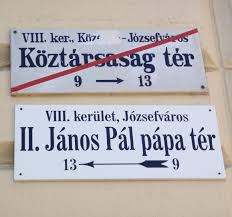 VIII. ker., Józsefváros
Köztársaság tér
9 → 13
VIII. kerület, Józsefváros
II. János Pál pápa tér
13 ← 9